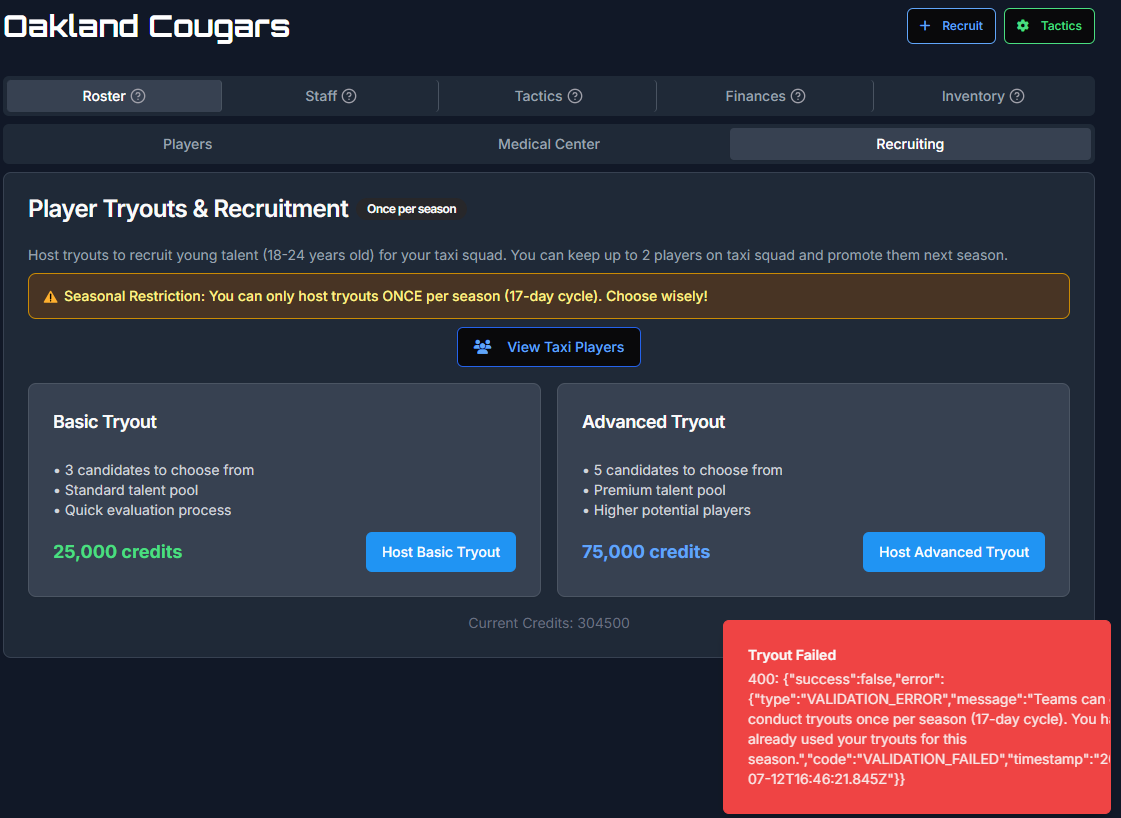 Oakland Cougars
+ Recruit
Tactics
Roster ?
Staff ?
Tactics ?
Finances ?
Inventory ?
Players
Medical Center
Recruiting
Player Tryouts & Recruitment
Once per season
Host tryouts to recruit young talent (18-24 years old) for your taxi squad. You can keep up to 2 players on taxi squad and promote them next season.
Seasonal Restriction: You can only host tryouts ONCE per season (17-day cycle). Choose wisely!
View Taxi Players
Basic Tryout
• 3 candidates to choose from
• Standard talent pool
• Quick evaluation process
25,000 credits
Host Basic Tryout
Advanced Tryout
• 5 candidates to choose from
• Premium talent pool
• Higher potential players
75,000 credits
Host Advanced Tryout
Current Credits: 304500
Tryout Failed
400: {"success":false,"error":
{"type":"VALIDATION_ERROR","message":"Teams can
conduct tryouts once per season (17-day cycle). You
already used your tryouts for this
season.","code":"VALIDATION_FAILED","timestamp":"
07-12T16:46:21.845Z"}}